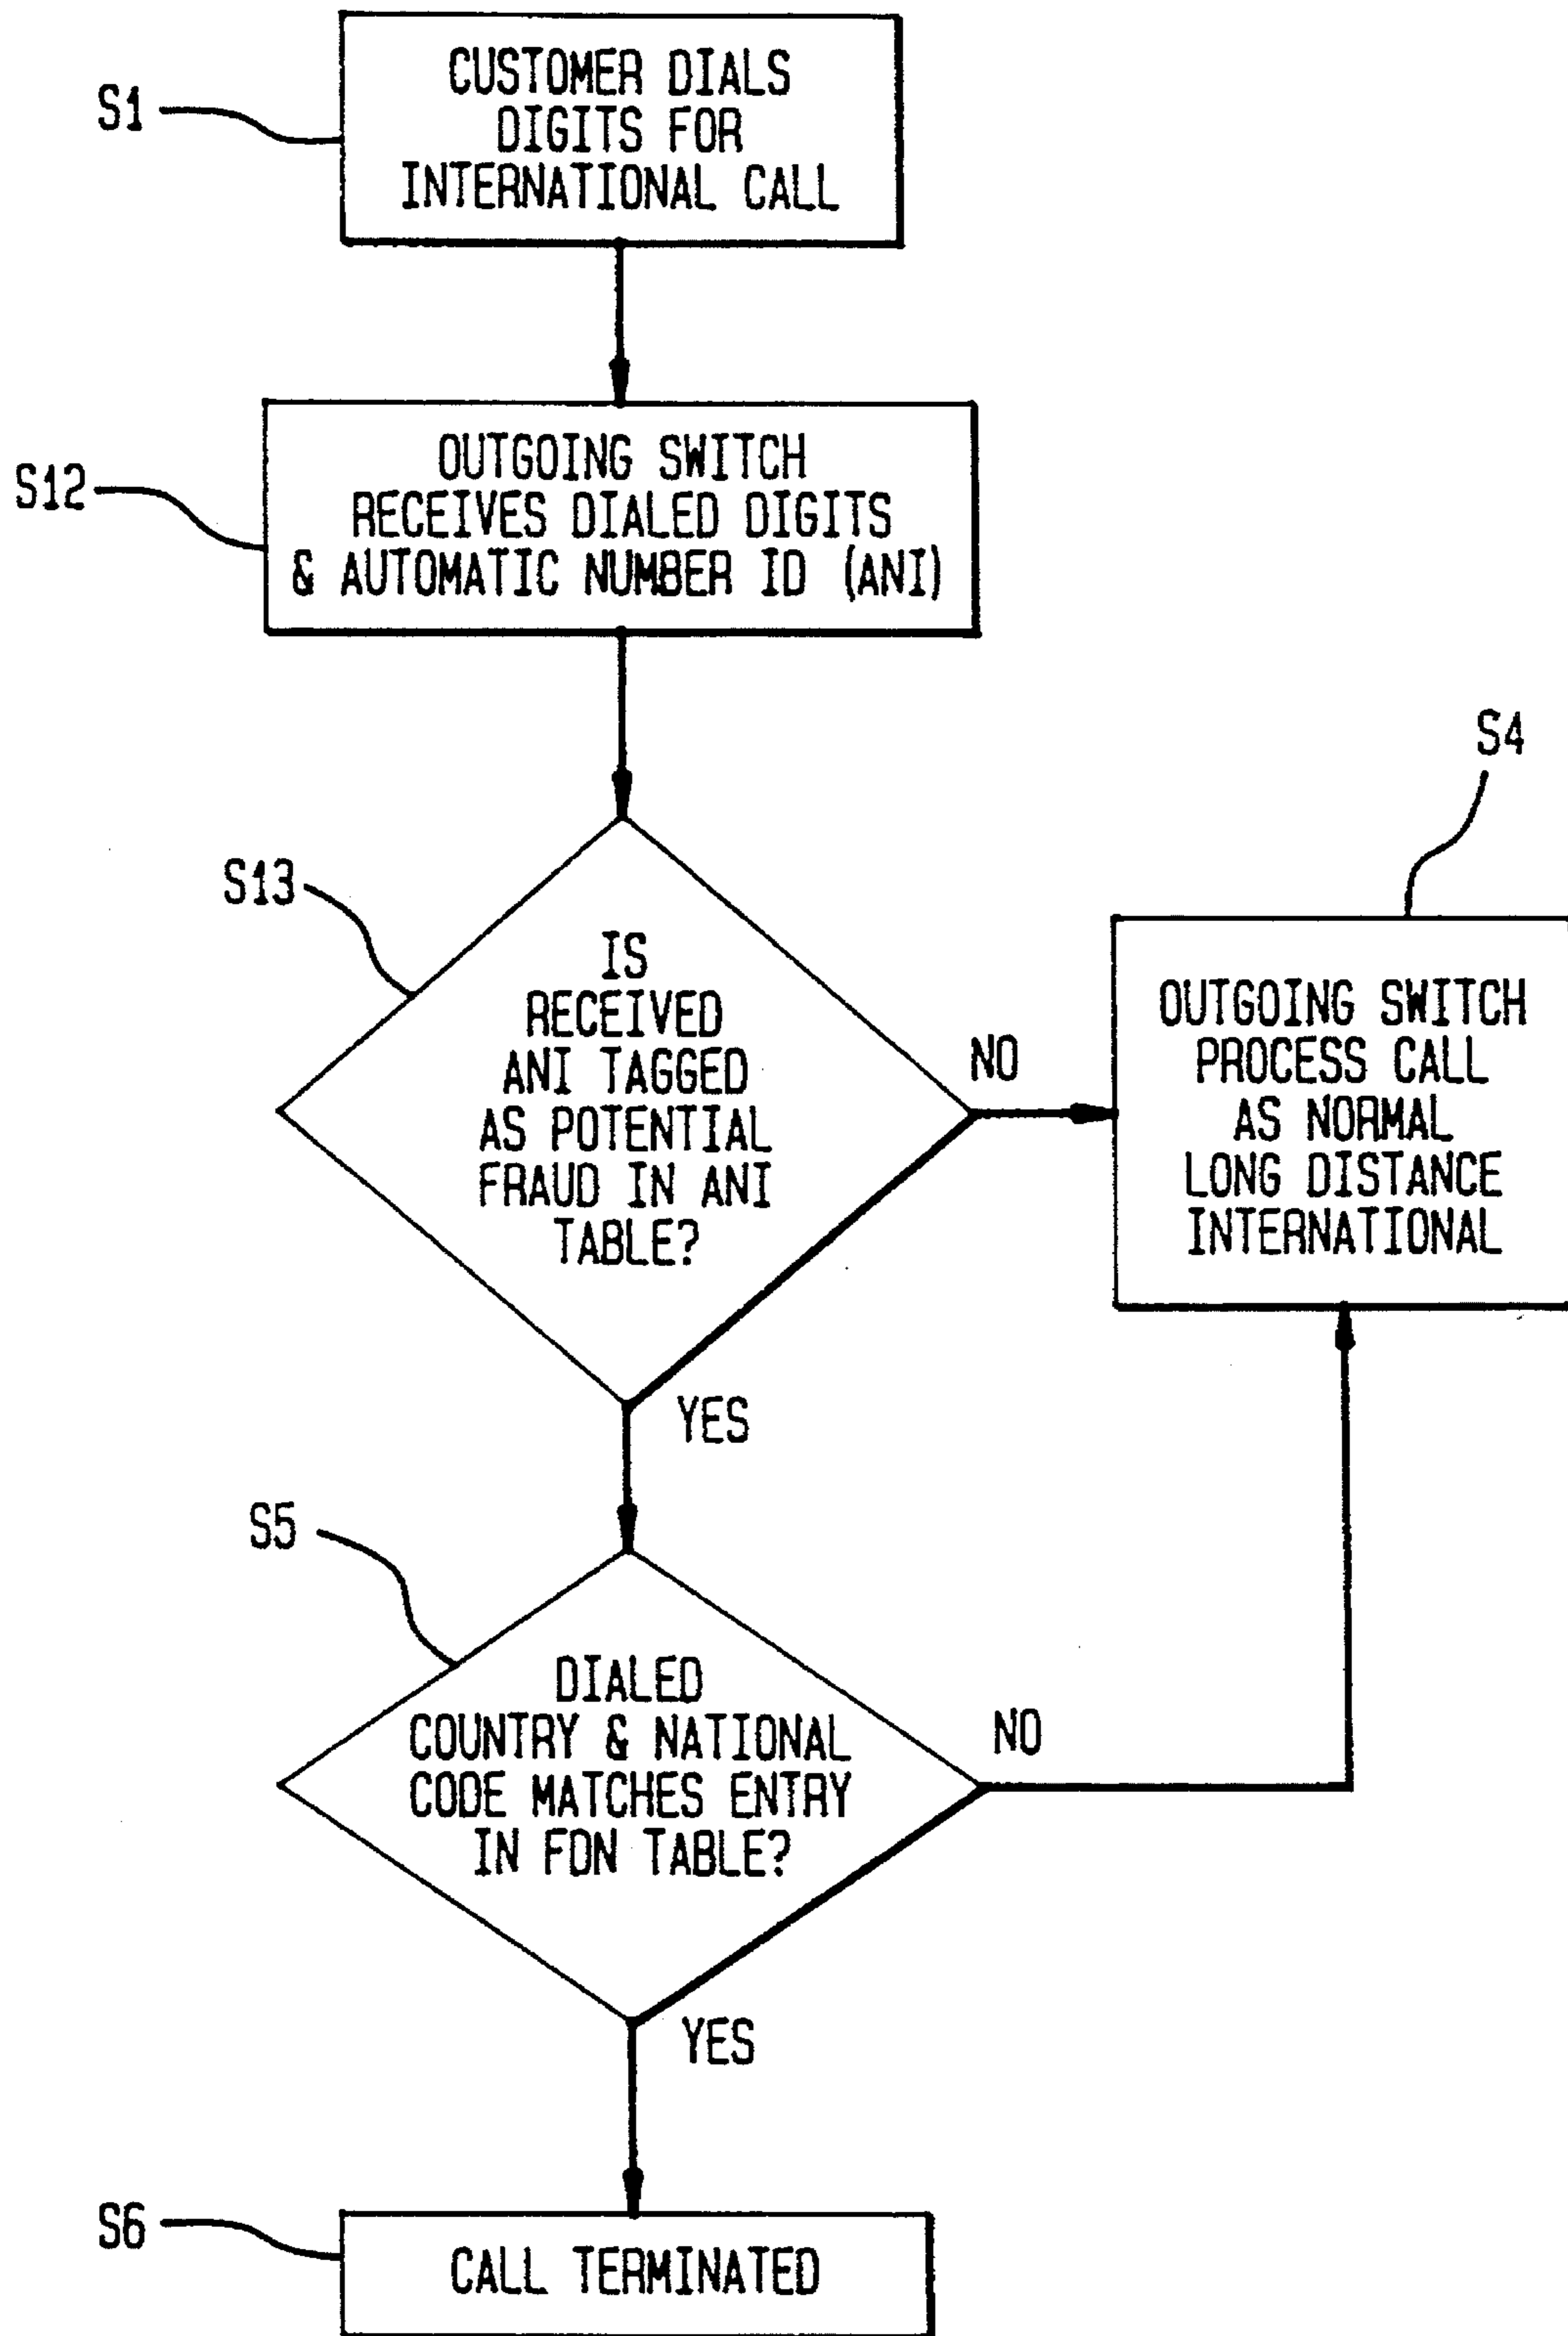 S1
CUSTOMER DIALS
DIGITS FOR
INTERNATIONAL CALL
S12
OUTGOING SWITCH
RECEIVES DIALED DIGITS
& AUTOMATIC NUMBER ID (ANI)
S13
IS
RECEIVED
ANI TAGGED
AS POTENTIAL
FRAUD IN ANI
TABLE?
NO
YES
S4
OUTGOING SWITCH
PROCESS CALL
AS NORMAL
LONG DISTANCE
INTERNATIONAL
S5
DIALED
COUNTRY & NATIONAL
CODE MATCHES ENTRY
IN FDN TABLE?
NO
YES
S6
CALL TERMINATED